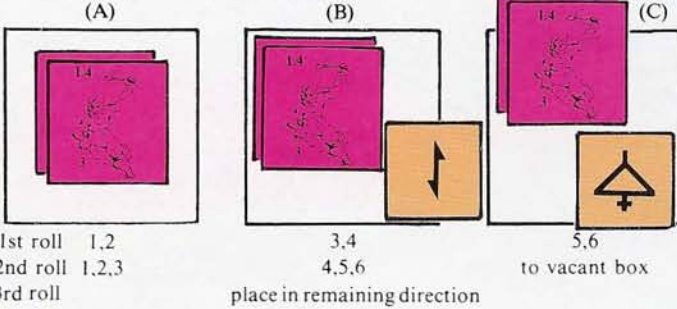 (A) (B) (C)
1.4 1.4 1.4
1st roll 1,2 3,4 5,6
2nd roll 1,2,3 4,5,6 to vacant box
3rd roll place in remaining direction